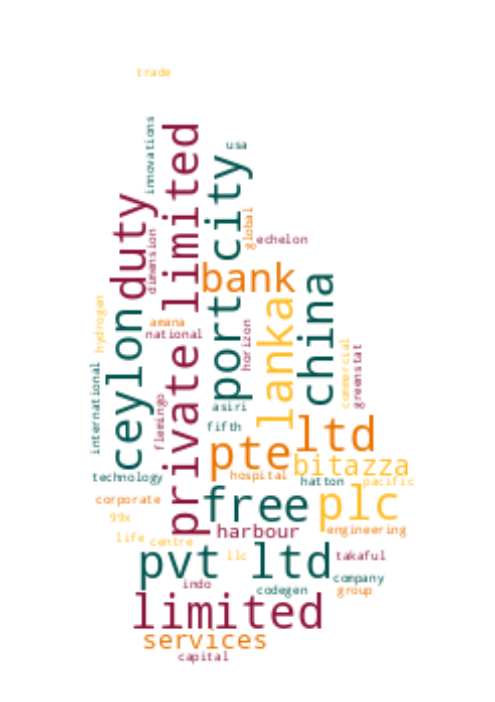 trade
innovations
private limited
usa
port city
ceylon
duty
dimension
global
echelon
bank
china
lanka
hydrogen
amana
national
horizon
commercial
greenstat
international
flemingo
asiri
fifth
ltd
pte
bitazza
technology
hospital
hatton
pacific
corporate
free
plc
99x
harbour
engineering
life
centre
pvt ltd
llc
takaful
indo
codegen
company
group
limited
services
capital